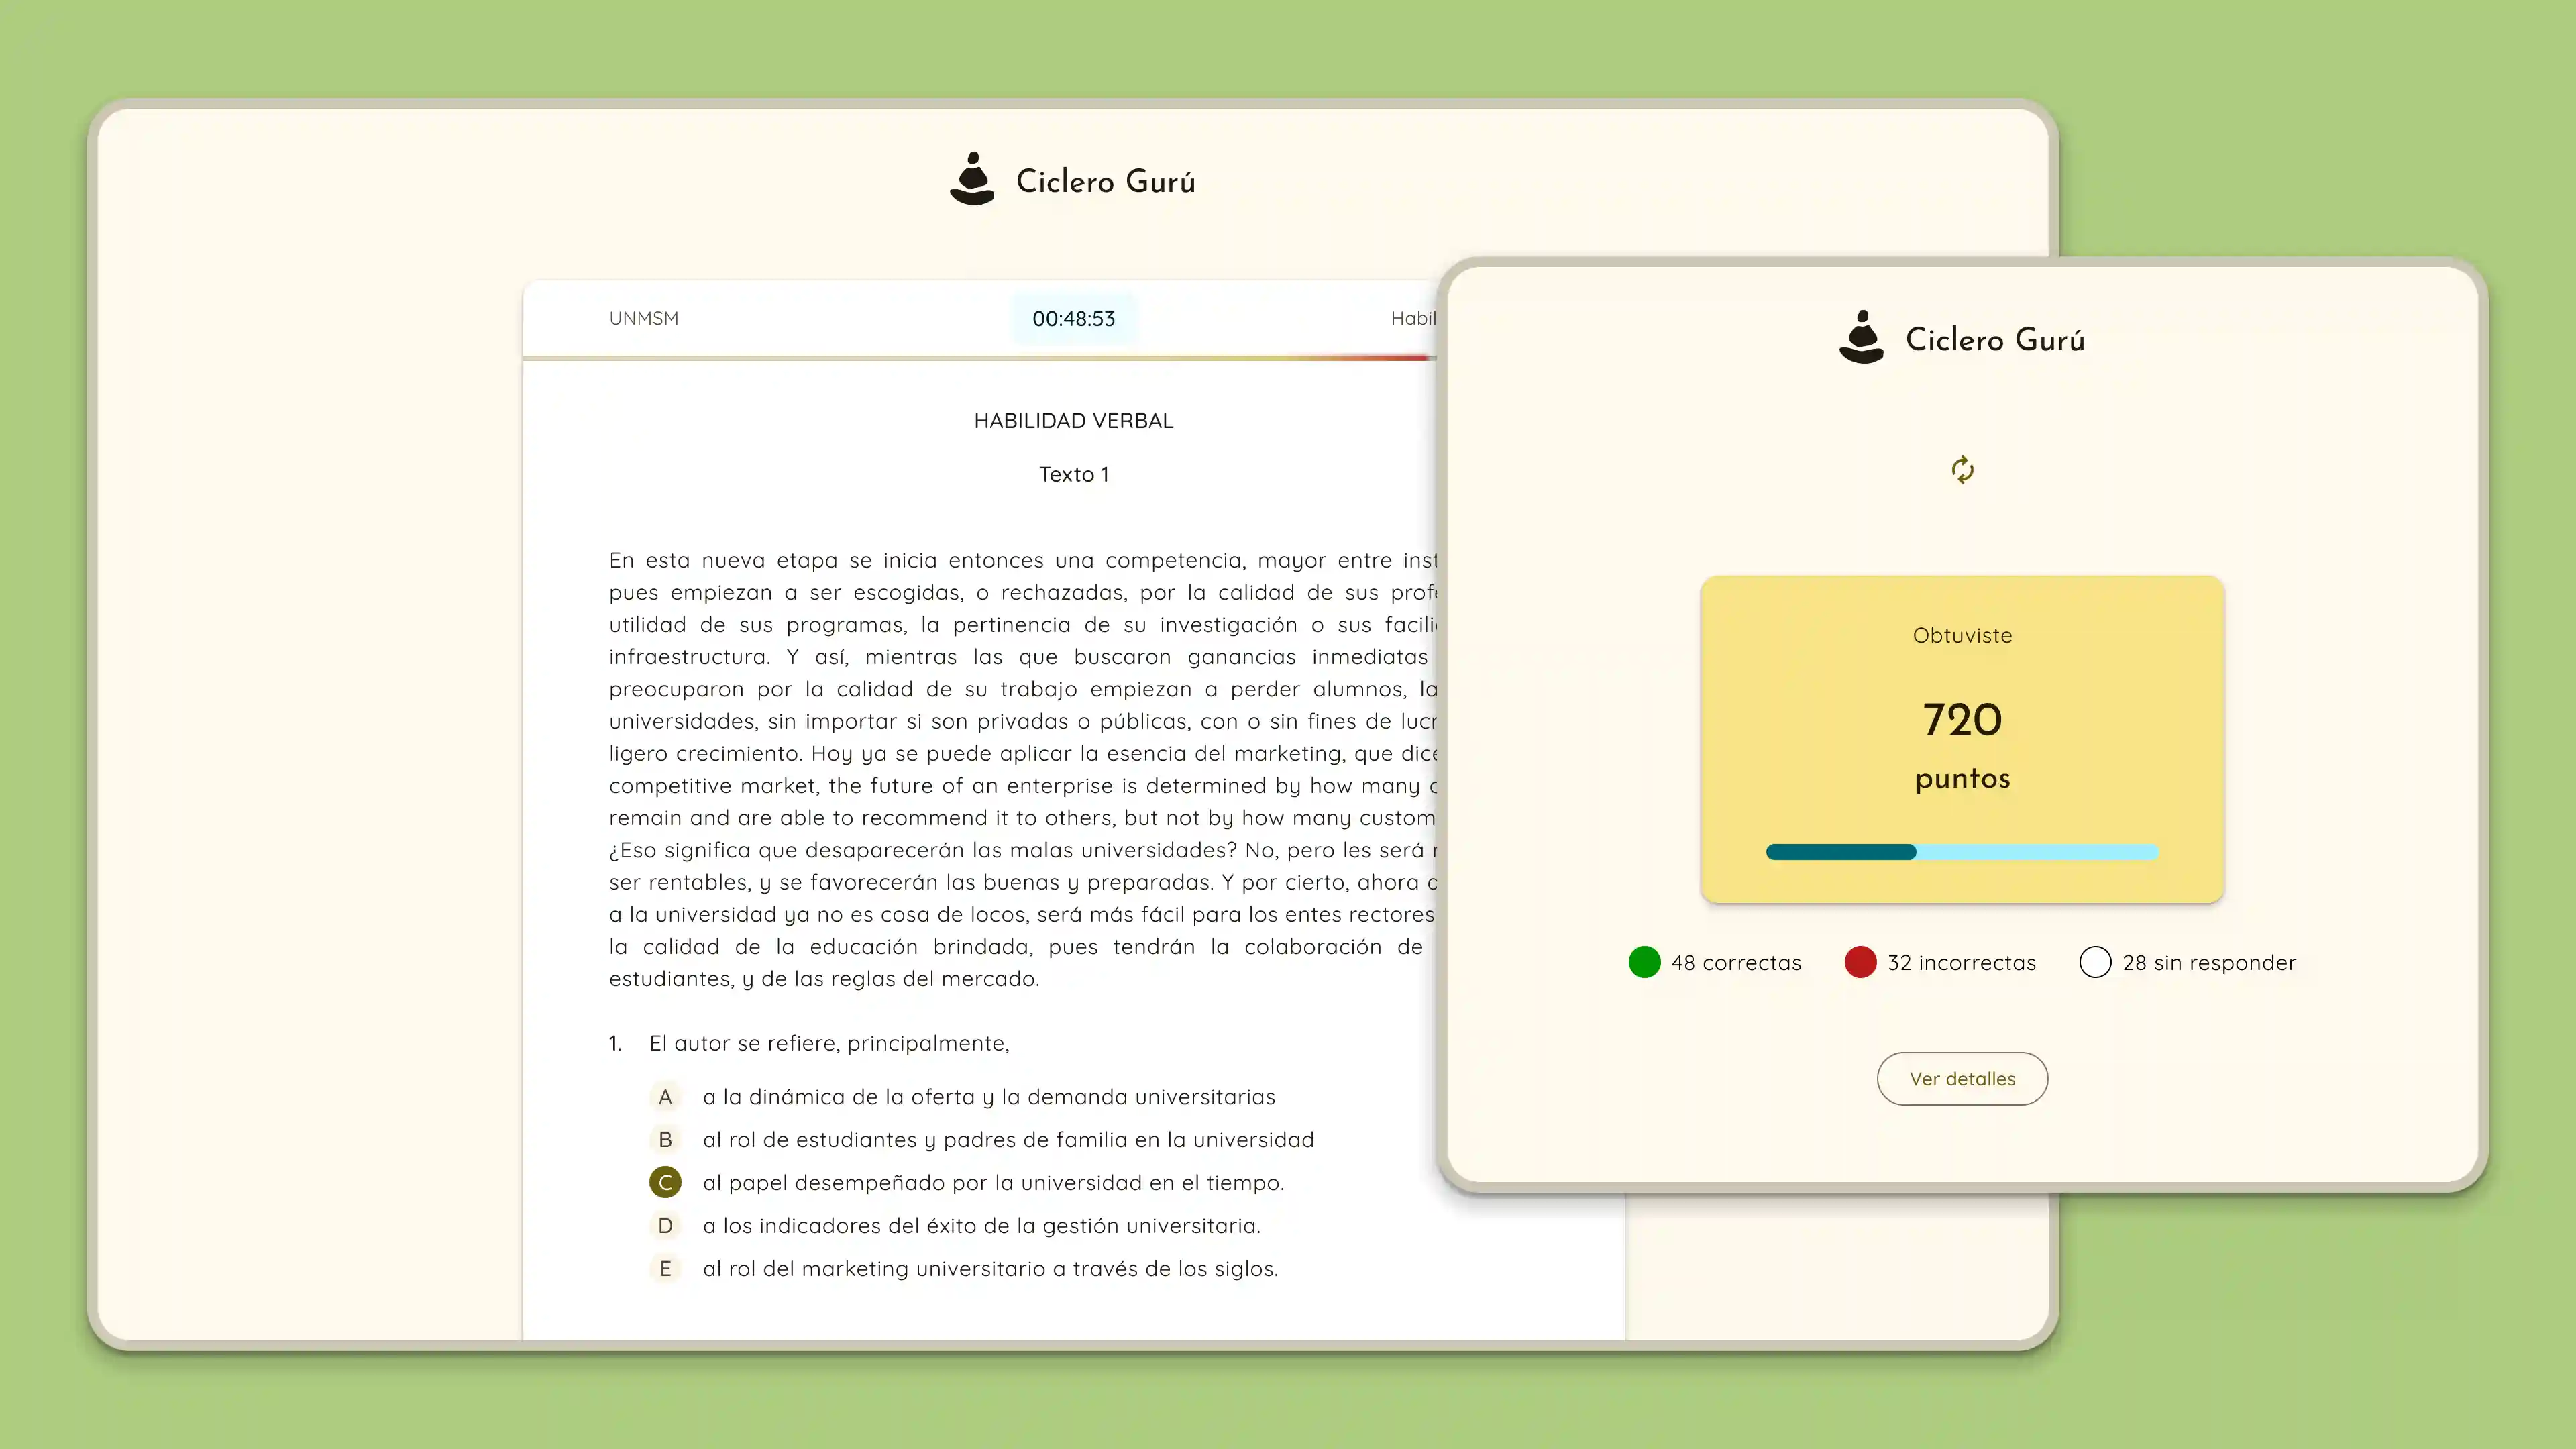 Ciclero Gurú
UNMSM
00:48:53
HABILIDAD VERBAL
Texto 1
En esta nueva etapa se inicia entonces una competencia, mayor entre
pues empiezan a ser escogidas, o rechazadas, por la calidad de sus
utilidad de sus programas, la pertinencia de su investigación o sus
infraestructura. Y así, mientras las que buscaron ganancias inmediatas
preocuparon por la calidad de su trabajo empiezan a perder alumnos,
universidades, sin importar si son privadas o públicas, con o sin fines de
ligero crecimiento. Hoy ya se puede aplicar la esencia del marketing, que
competitive market, the future of an enterprise is determined by how many
remain and are able to recommend it to others, but not by how many
¿Eso significa que desaparecerán las malas universidades? No, pero les será
ser rentables, y se favorecerán las buenas y preparadas. Y por cierto, ahora
a la universidad ya no es cosa de locos, será más fácil para los entes rectores
la calidad de la educación brindada, pues tendrán la colaboración de
estudiantes, y de las reglas del mercado.
1. El autor se refiere, principalmente,
A a la dinámica de la oferta y la demanda universitarias
B al rol de estudiantes y padres de familia en la universidad
C al papel desempeñado por la universidad en el tiempo.
D a los indicadores del éxito de la gestión universitaria.
E al rol del marketing universitario a través de los siglos.
Ciclero Gurú
Obtuviste
720
puntos
48 correctas
32 incorrectas
28 sin responder
Ver detalles